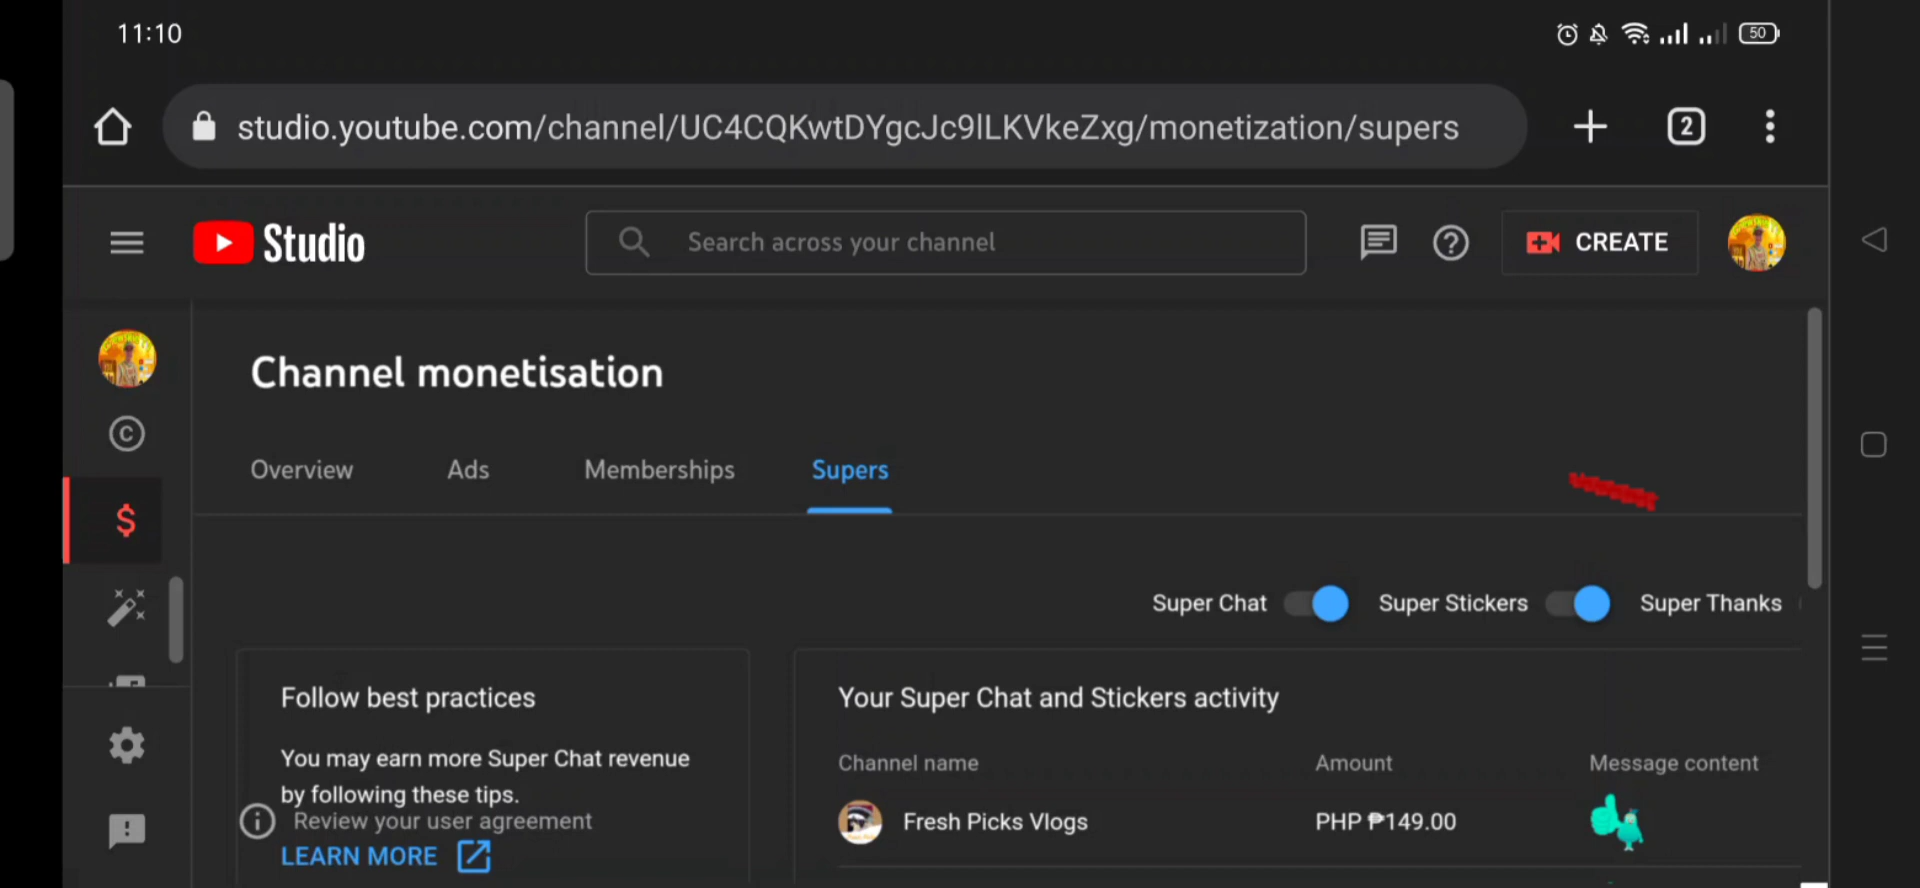 11:10
50
studio.youtube.com/channel/UC4CQKwtDYgcJc9lLKVkeZxg/monetization/supers
2
Studio
Search across your channel
CREATE
Channel monetisation
Overview
Ads
Memberships
Supers
Super Chat
Super Stickers
Super Thanks
Follow best practices
You may earn more Super Chat revenue
by following these tips.
Review your user agreement
LEARN MORE
Your Super Chat and Stickers activity
Channel name
Amount
Message content
Fresh Picks Vlogs
PHP ₱149.00